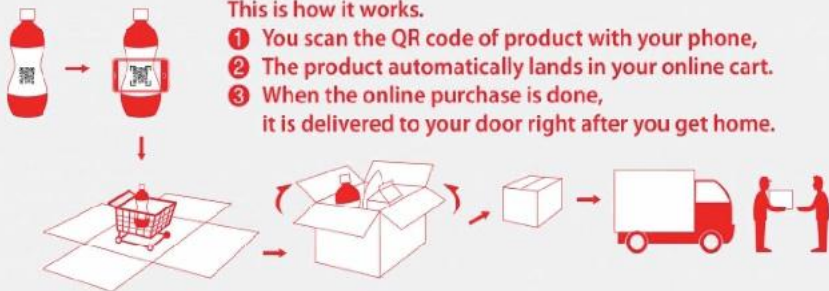 This is how it works.
❶ You scan the QR code of product with your phone,
❷ The product automatically lands in your online cart.
❸ When the online purchase is done,
it is delivered to your door right after you get home.